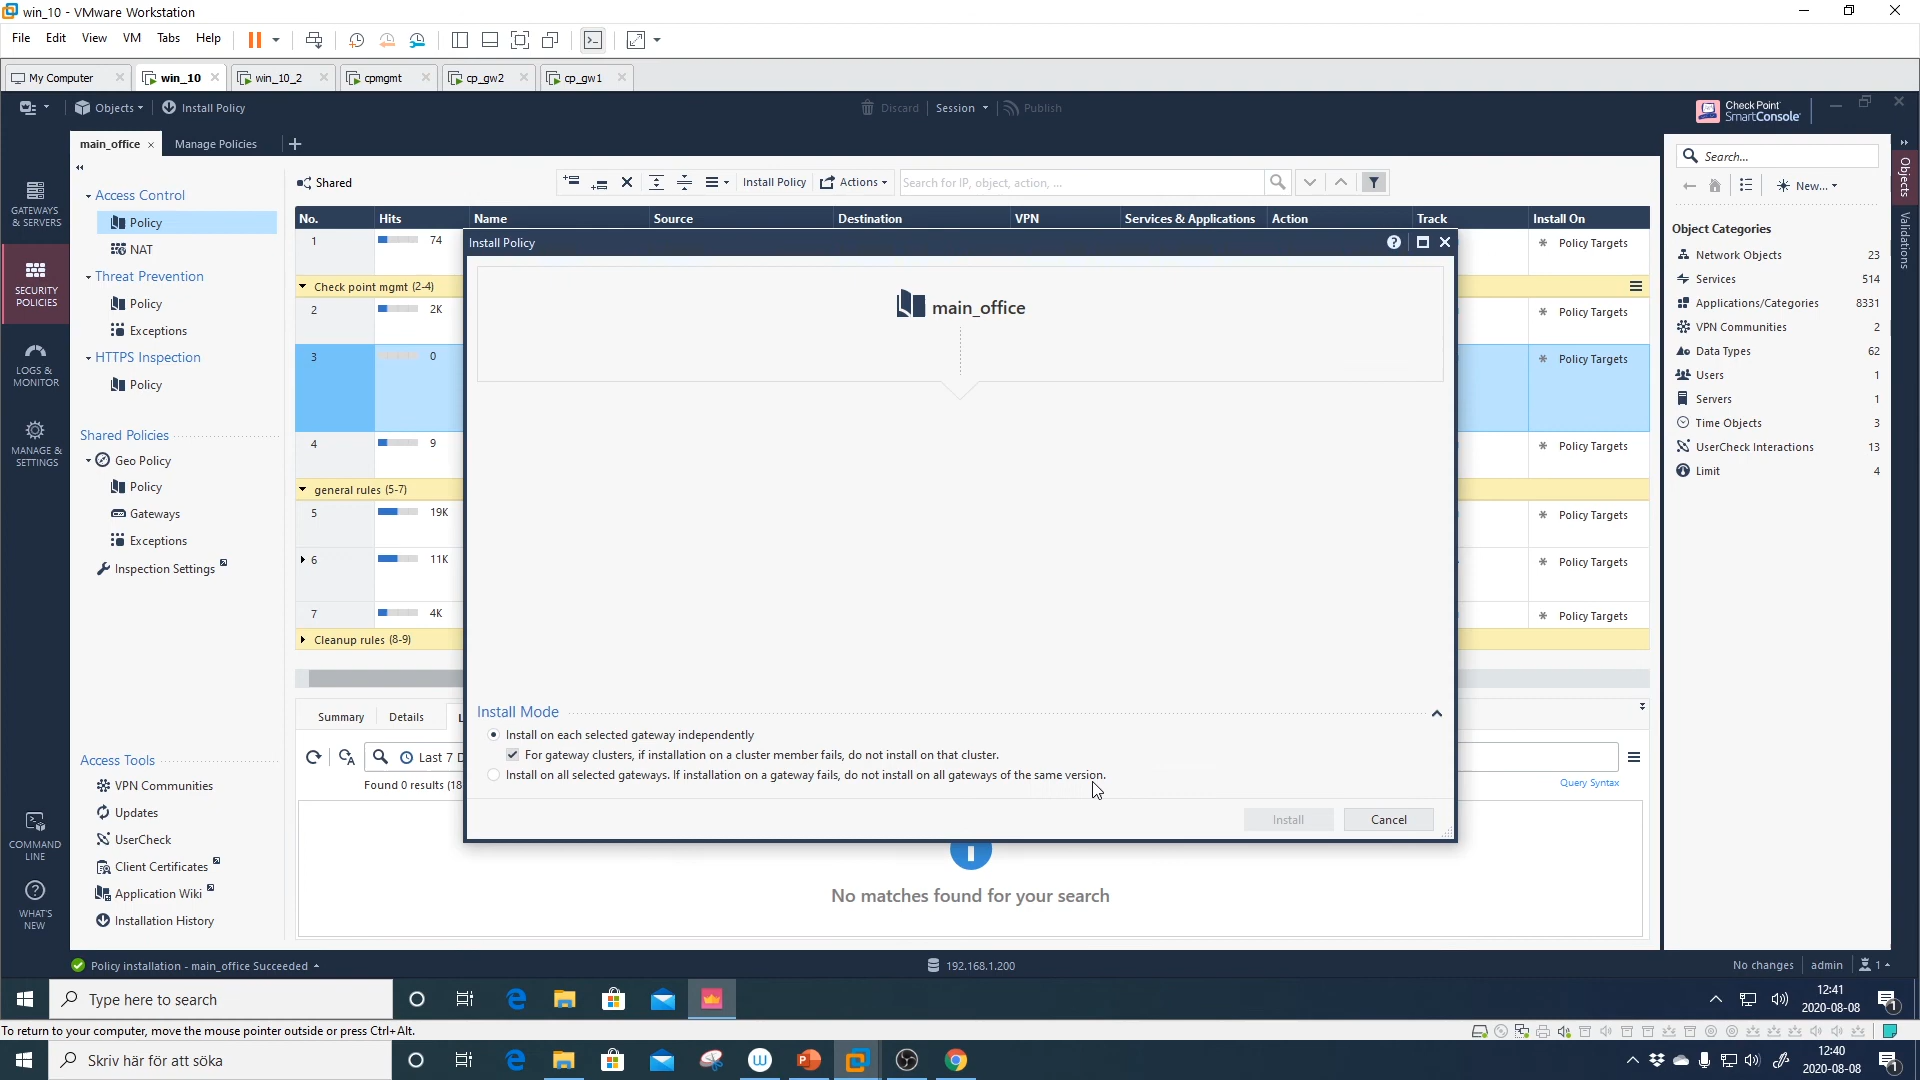 win_10 - VMware Workstation
File Edit View VM Tabs Help
My Computer win_10 win_10_2 cpmgmt cp_gw2 cp_gw1
Objects Install Policy Discard Session Publish Check Point SmartConsole
main_office Manage Policies
Search...
New...
Objects
Validations
GATEWAYS & SERVERS
SECURITY POLICIES
LOGS & MONITOR
MANAGE & SETTINGS
COMMAND LINE
WHAT'S NEW
Access Control
Policy
NAT
Threat Prevention
Policy
Exceptions
HTTPS Inspection
Policy
Shared Policies
Geo Policy
Policy
Gateways
Exceptions
Inspection Settings
Access Tools
VPN Communities
Updates
UserCheck
Client Certificates
Application Wiki
Installation History
Shared Install Policy Actions Search for IP, object, action, ...
No. Hits Name Source Destination VPN Services & Applications Action Track Install On
1 74 Policy Targets
Check point mgmt (2-4)
2 2K Policy Targets
3 0 Policy Targets
4 9 Policy Targets
general rules (5-7)
5 19K Policy Targets
6 11K Policy Targets
7 4K Policy Targets
Cleanup rules (8-9)
Install Policy
main_office
Install Mode
Install on each selected gateway independently
For gateway clusters, if installation on a cluster member fails, do not install on that cluster.
Install on all selected gateways. If installation on a gateway fails, do not install on all gateways of the same version.
Install Cancel
Summary Details
Last 7 D
Found 0 results (18
Query Syntax
No matches found for your search
Object Categories
Network Objects 23
Services 514
Applications/Categories 8331
VPN Communities 2
Data Types 62
Users 1
Servers 1
Time Objects 3
UserCheck Interactions 13
Limit 4
Policy installation - main_office Succeeded 192.168.1.200 No changes admin 1
Type here to search
12:41
2020-08-08
1
To return to your computer, move the mouse pointer outside or press Ctrl+Alt.
Skriv här för att söka
12:40
2020-08-08
1